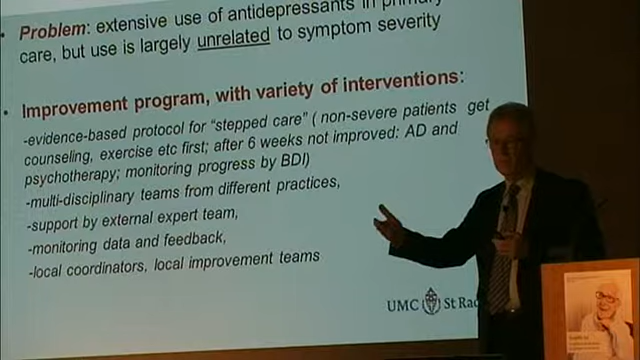 • Problem: extensive use of antidepressants in primary
care, but use is largely unrelated to symptom severity
• Improvement program, with variety of interventions:
-evidence-based protocol for “stepped care” ( non-severe patients get
counseling, exercise etc first; after 6 weeks not improved: AD and
psychotherapy; monitoring progress by BDI)
-multi-disciplinary teams from different practices,
-support by external expert team,
-monitoring data and feedback,
-local coordinators, local improvement teams
UMC St Rad